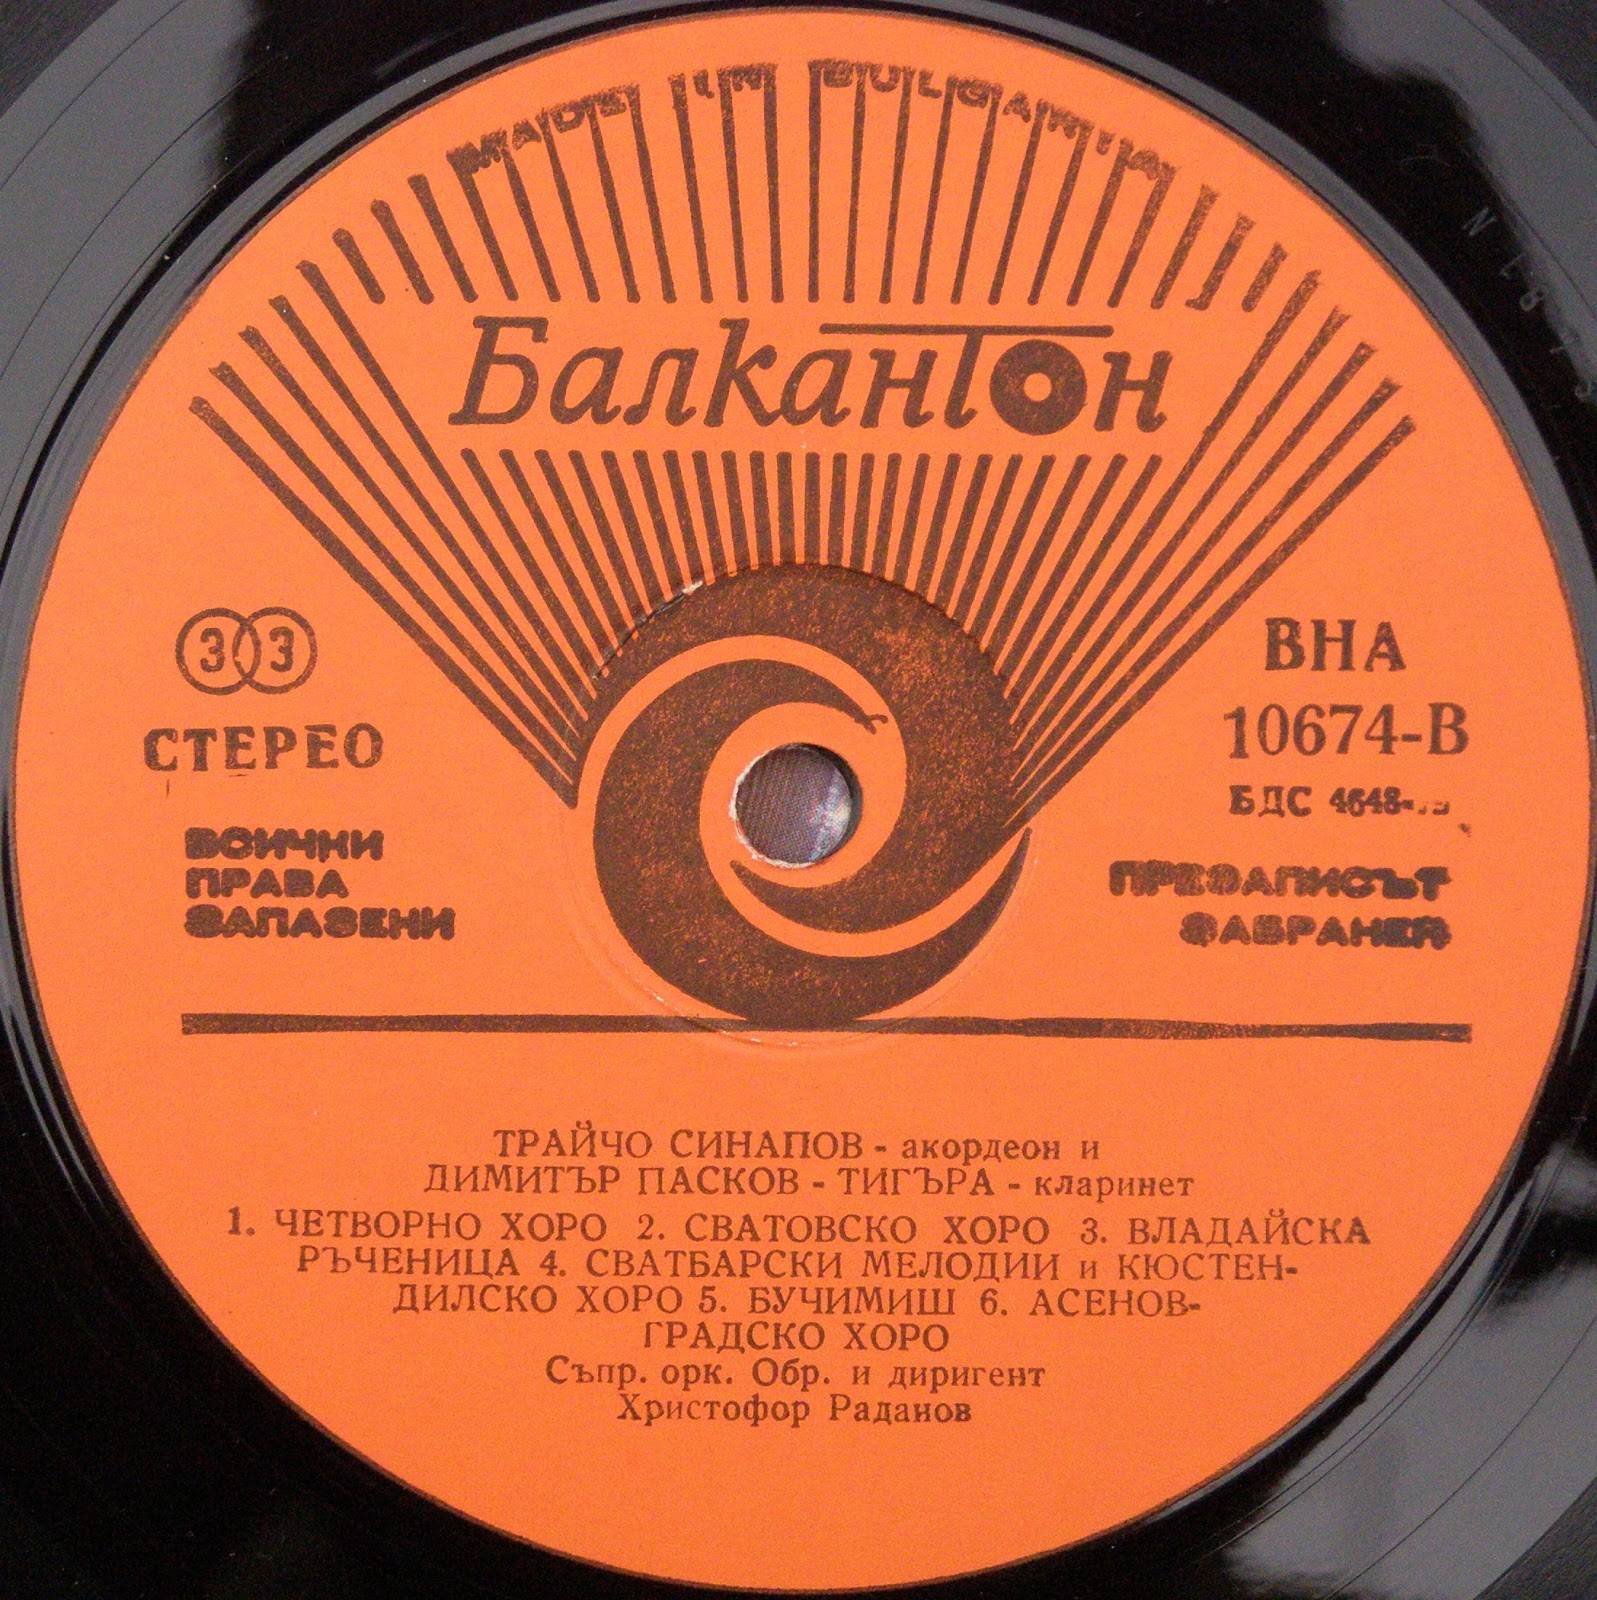 MADE IN BULGARIA
Балкантон
33
СТЕРЕО
ВСИЧКИ
ПРАВА
ЗАПАЗЕНИ
ВНА
10674-В
БДС 4648-
ПРЕЗАПИСЪТ
ЗАБРАНЕН
ТРАЙЧО СИНАПОВ - акордеон и
ДИМИТЪР ПАСКОВ - ТИГЪРА - кларинет
1. ЧЕТВОРНО ХОРО 2. СВАТОВСКО ХОРО 3. ВЛАДАЙСКА
РЪЧЕНИЦА 4. СВАТБАРСКИ МЕЛОДИИ и КЮСТЕН-
ДИЛСКО ХОРО 5. БУЧИМИШ 6. АСЕНОВ-
ГРАДСКО ХОРО
Съпр. орк. Обр. и диригент
Христофор Раданов